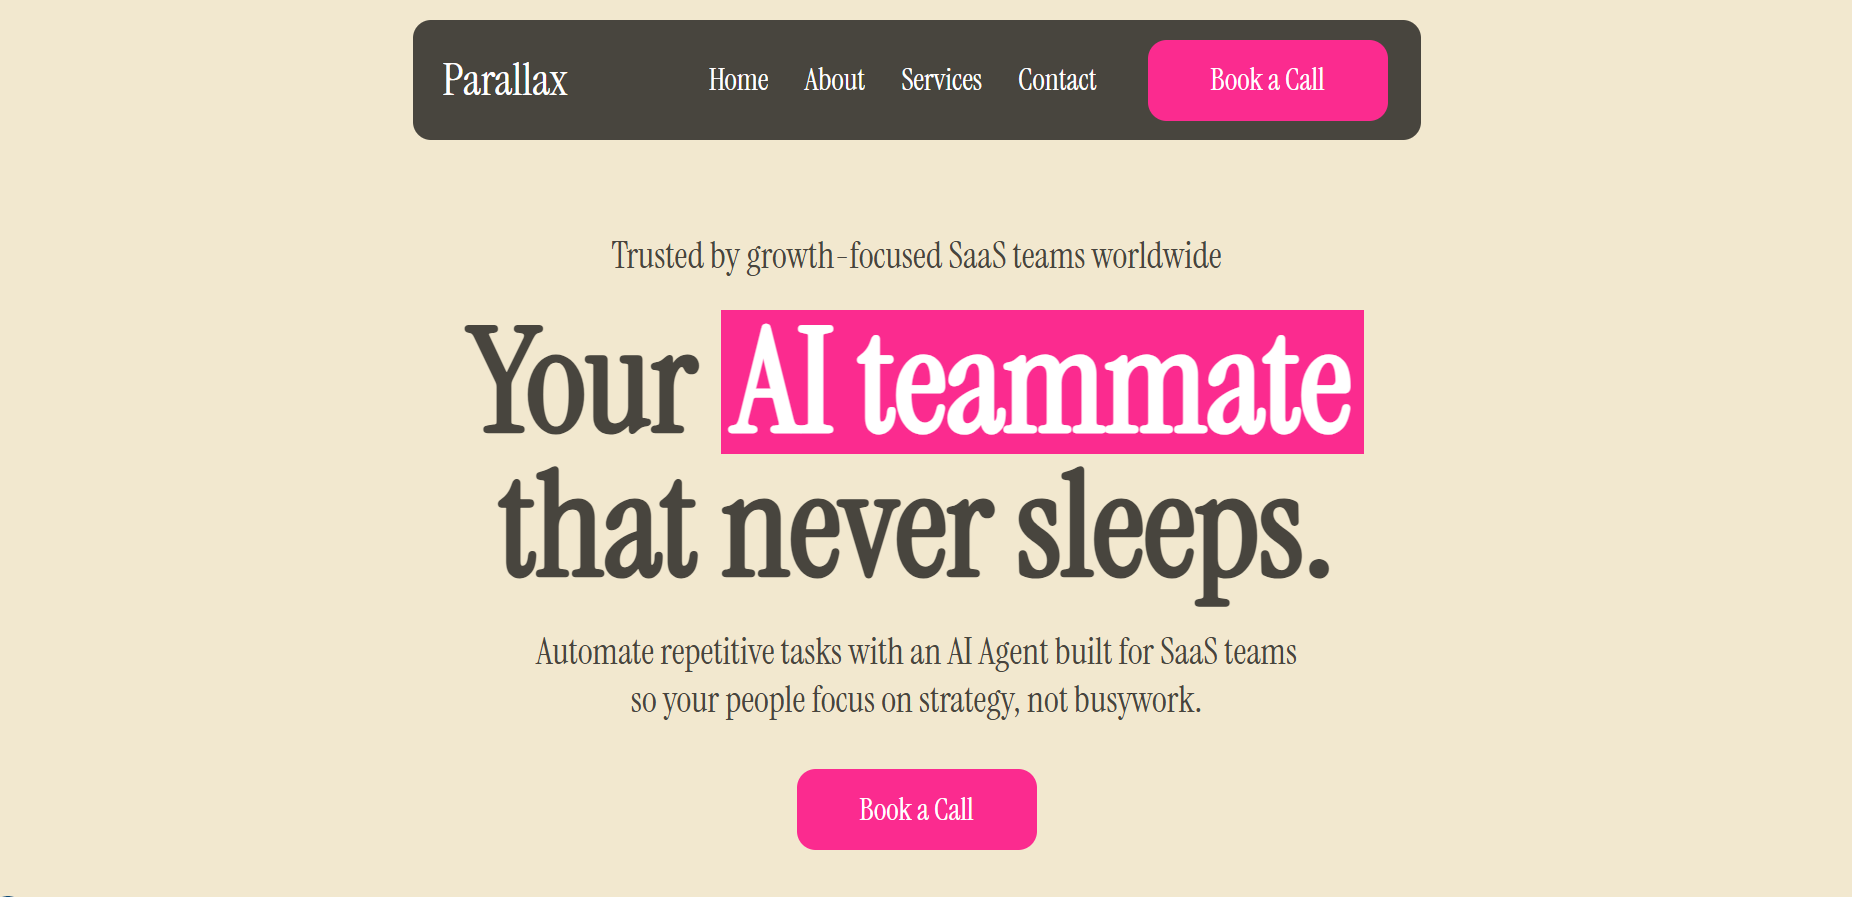 Parallax
Home About Services Contact Book a Call
Trusted by growth-focused SaaS teams worldwide
Your AI teammate
that never sleeps.
Automate repetitive tasks with an AI Agent built for SaaS teams
so your people focus on strategy, not busywork.
Book a Call